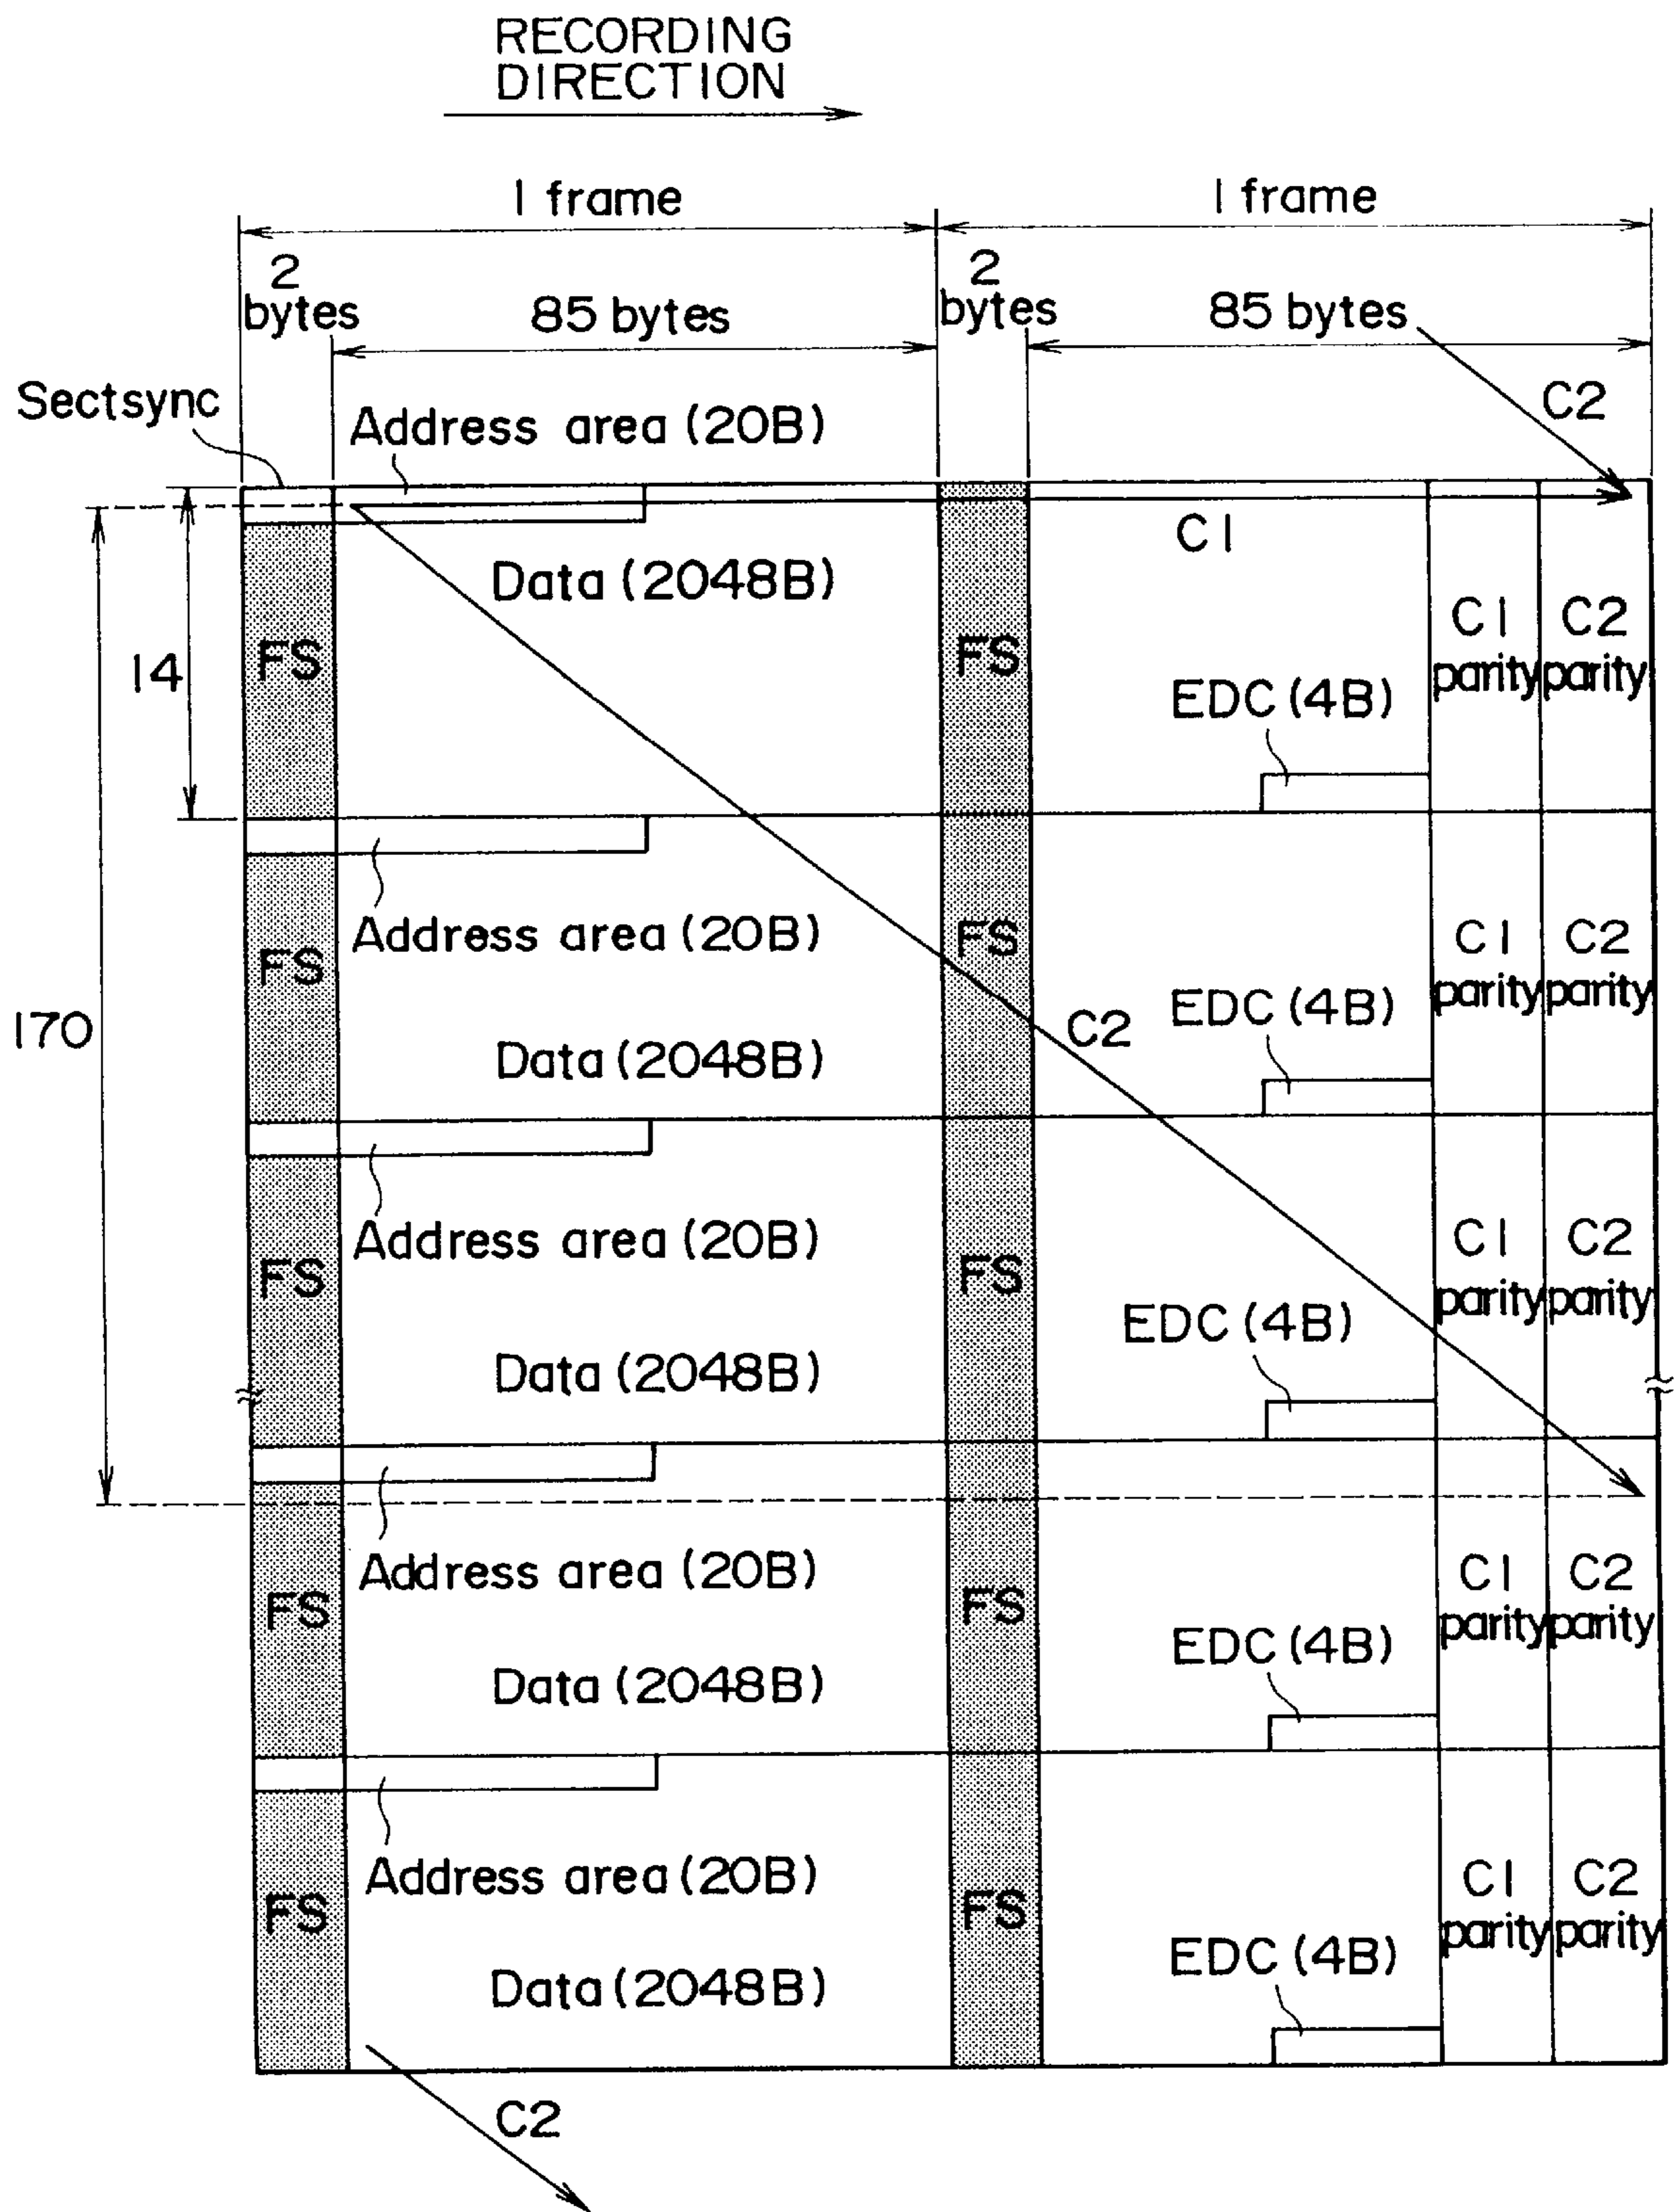 RECORDING
DIRECTION
1 frame
1 frame
2
bytes
85 bytes
2
bytes
85 bytes
Sectsync
Address area (20B)
C2
C1
Data (2048B)
FS
FS
C1
parity
C2
parity
14
EDC (4B)
Address area (20B)
FS
FS
C1
parity
C2
parity
EDC (4B)
170
Data (2048B)
C2
Address area (20B)
FS
FS
C1
parity
C2
parity
EDC (4B)
Data (2048B)
Address area (20B)
FS
FS
C1
parity
C2
parity
EDC (4B)
Data (2048B)
Address area (20B)
FS
FS
C1
parity
C2
parity
EDC (4B)
Data (2048B)
C2